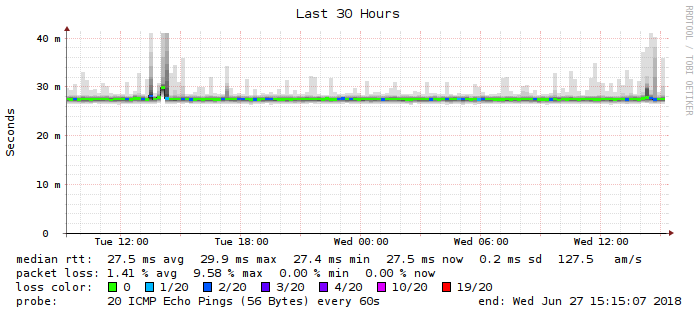 Last 30 Hours
RRDTOOL / TOBI OETIKER
Seconds
40 m
30 m
20 m
10 m
0
Tue 12:00 Tue 18:00 Wed 00:00 Wed 06:00 Wed 12:00
median rtt: 27.5 ms avg 29.9 ms max 27.4 ms min 27.5 ms now 0.2 ms sd 127.5 am/s
packet loss: 1.41 % avg 9.58 % max 0.00 % min 0.00 % now
loss color: 0 1/20 2/20 3/20 4/20 10/20 19/20
probe: 20 ICMP Echo Pings (56 Bytes) every 60s end: Wed Jun 27 15:15:07 2018